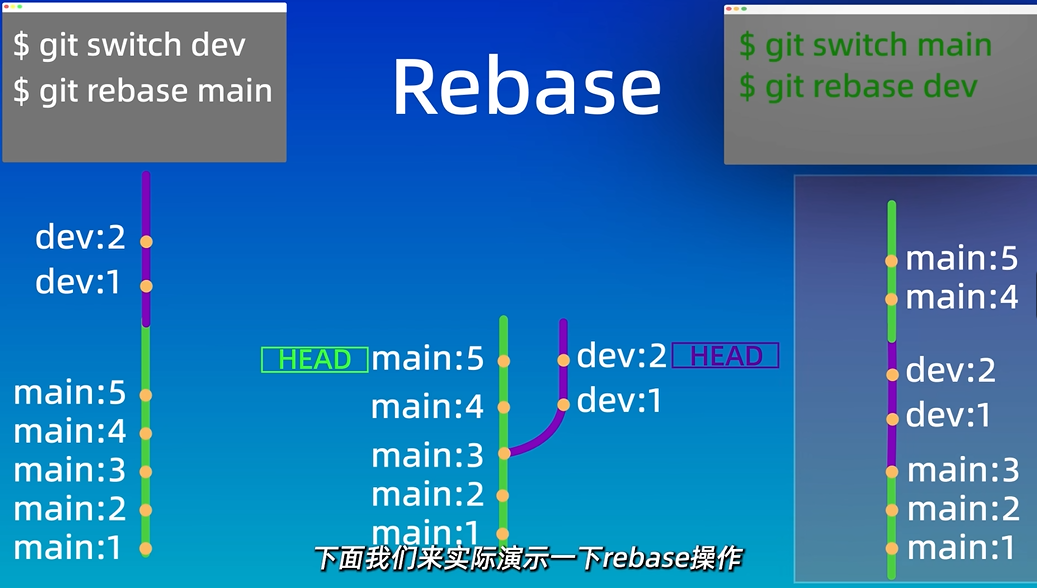 $ git switch dev
$ git rebase main
Rebase
$ git switch main
$ git rebase dev
dev:2
dev:1
main:5
main:4
main:3
main:2
main:1
HEAD
main:5
main:4
main:3
main:2
main:1
dev:2
HEAD
dev:1
main:5
main:4
dev:2
dev:1
main:3
main:2
main:1
下面我们来实际演示一下rebase操作